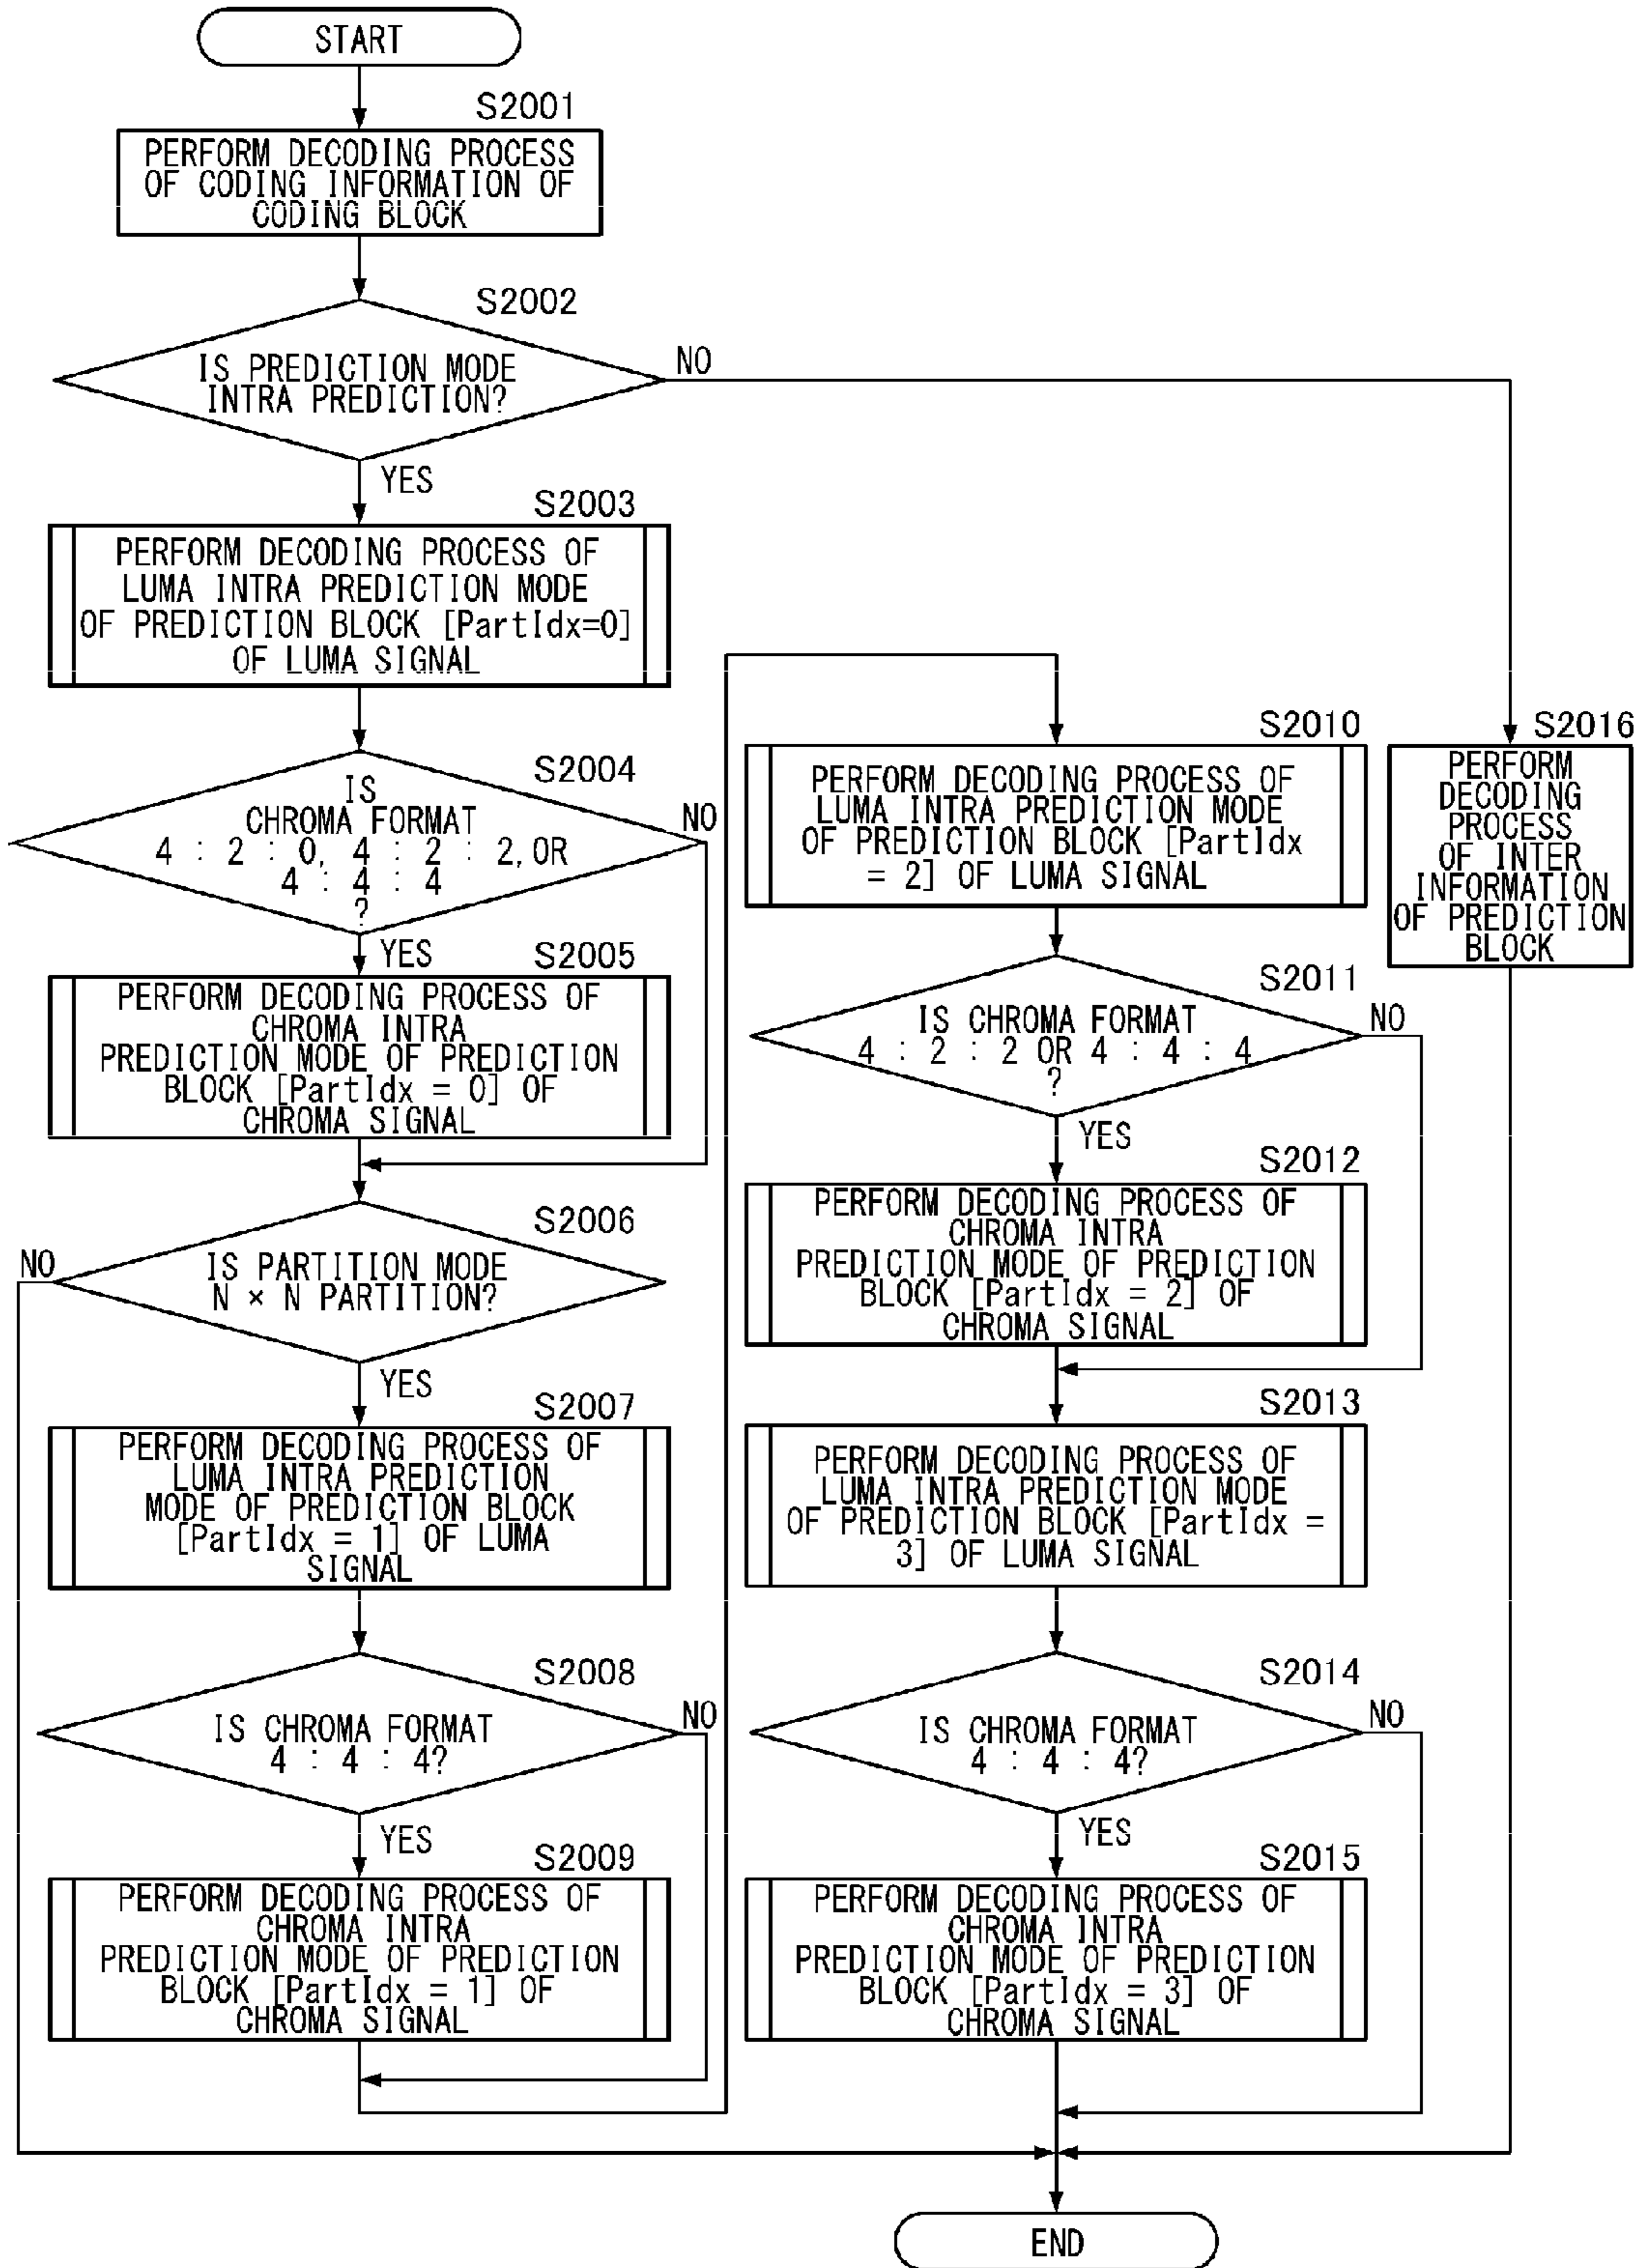 START
S2001
PERFORM DECODING PROCESS
OF CODING INFORMATION OF
CODING BLOCK
S2002
IS PREDICTION MODE
INTRA PREDICTION?
NO
YES
S2003
PERFORM DECODING PROCESS OF
LUMA INTRA PREDICTION MODE
OF PREDICTION BLOCK [PartIdx=0]
OF LUMA SIGNAL
S2004
IS
CHROMA FORMAT
4 : 2 : 0, 4 : 2 : 2, OR
4 : 4 : 4
?
NO
YES
S2005
PERFORM DECODING PROCESS OF
CHROMA INTRA
PREDICTION MODE OF PREDICTION
BLOCK [PartIdx = 0] OF
CHROMA SIGNAL
S2006
NO
IS PARTITION MODE
N × N PARTITION?
YES
S2007
PERFORM DECODING PROCESS OF
LUMA INTRA PREDICTION
MODE OF PREDICTION BLOCK
[PartIdx = 1] OF LUMA
SIGNAL
S2008
IS CHROMA FORMAT
4 : 4 : 4?
NO
YES
S2009
PERFORM DECODING PROCESS OF
CHROMA INTRA
PREDICTION MODE OF PREDICTION
BLOCK [PartIdx = 1] OF
CHROMA SIGNAL
S2010
PERFORM DECODING PROCESS OF
LUMA INTRA PREDICTION MODE
OF PREDICTION BLOCK [PartIdx
= 2] OF LUMA SIGNAL
S2011
IS CHROMA FORMAT
4 : 2 : 2 OR 4 : 4 : 4
?
NO
YES
S2012
PERFORM DECODING PROCESS OF
CHROMA INTRA
PREDICTION MODE OF PREDICTION
BLOCK [PartIdx = 2] OF
CHROMA SIGNAL
S2013
PERFORM DECODING PROCESS OF
LUMA INTRA PREDICTION MODE
OF PREDICTION BLOCK [PartIdx =
3] OF LUMA SIGNAL
S2014
IS CHROMA FORMAT
4 : 4 : 4?
NO
YES
S2015
PERFORM DECODING PROCESS OF
CHROMA INTRA
PREDICTION MODE OF PREDICTION
BLOCK [PartIdx = 3] OF
CHROMA SIGNAL
S2016
PERFORM
DECODING
PROCESS
OF INTER
INFORMATION
OF PREDICTION
BLOCK
END